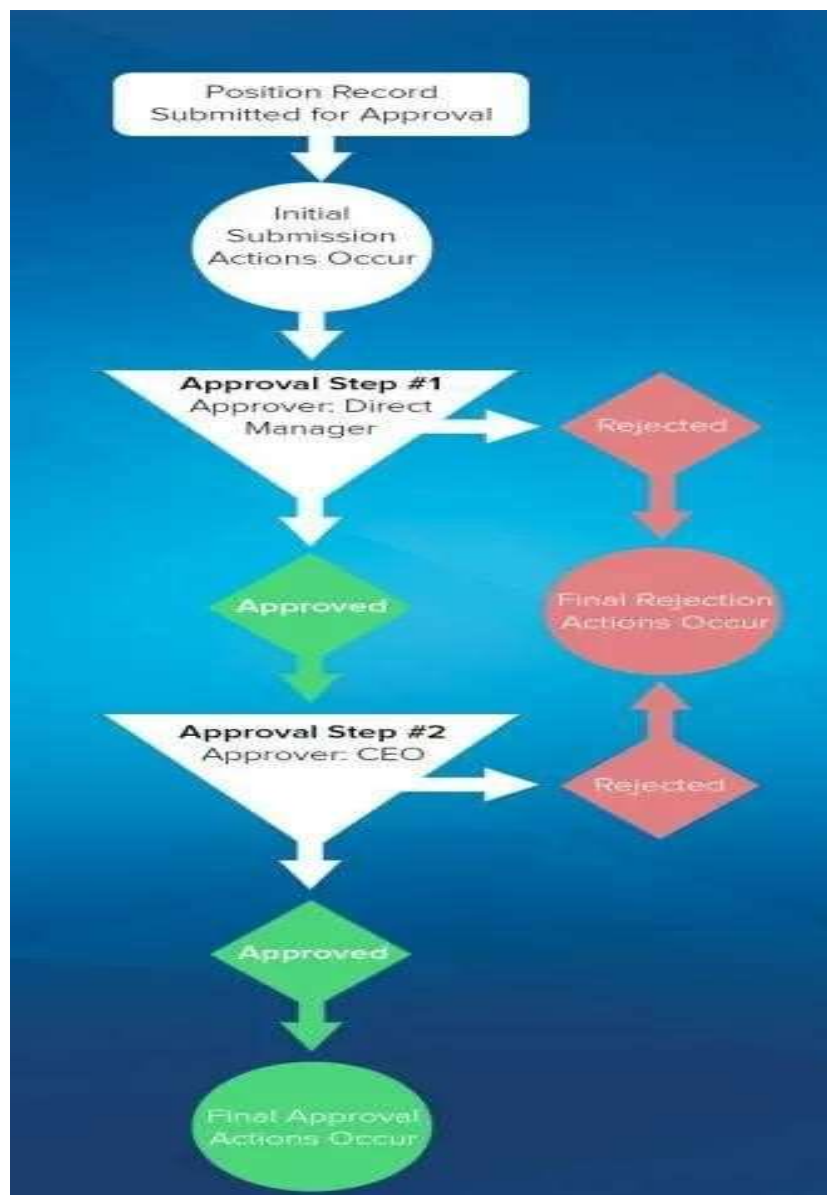 Position Record
Submitted for Approval
Initial
Submission
Actions Occur
Approval Step #1
Approver: Direct
Manager
Rejected
Approved
Final Rejection
Actions Occur
Approval Step #2
Approver: CEO
Rejected
Approved
Final Approval
Actions Occur